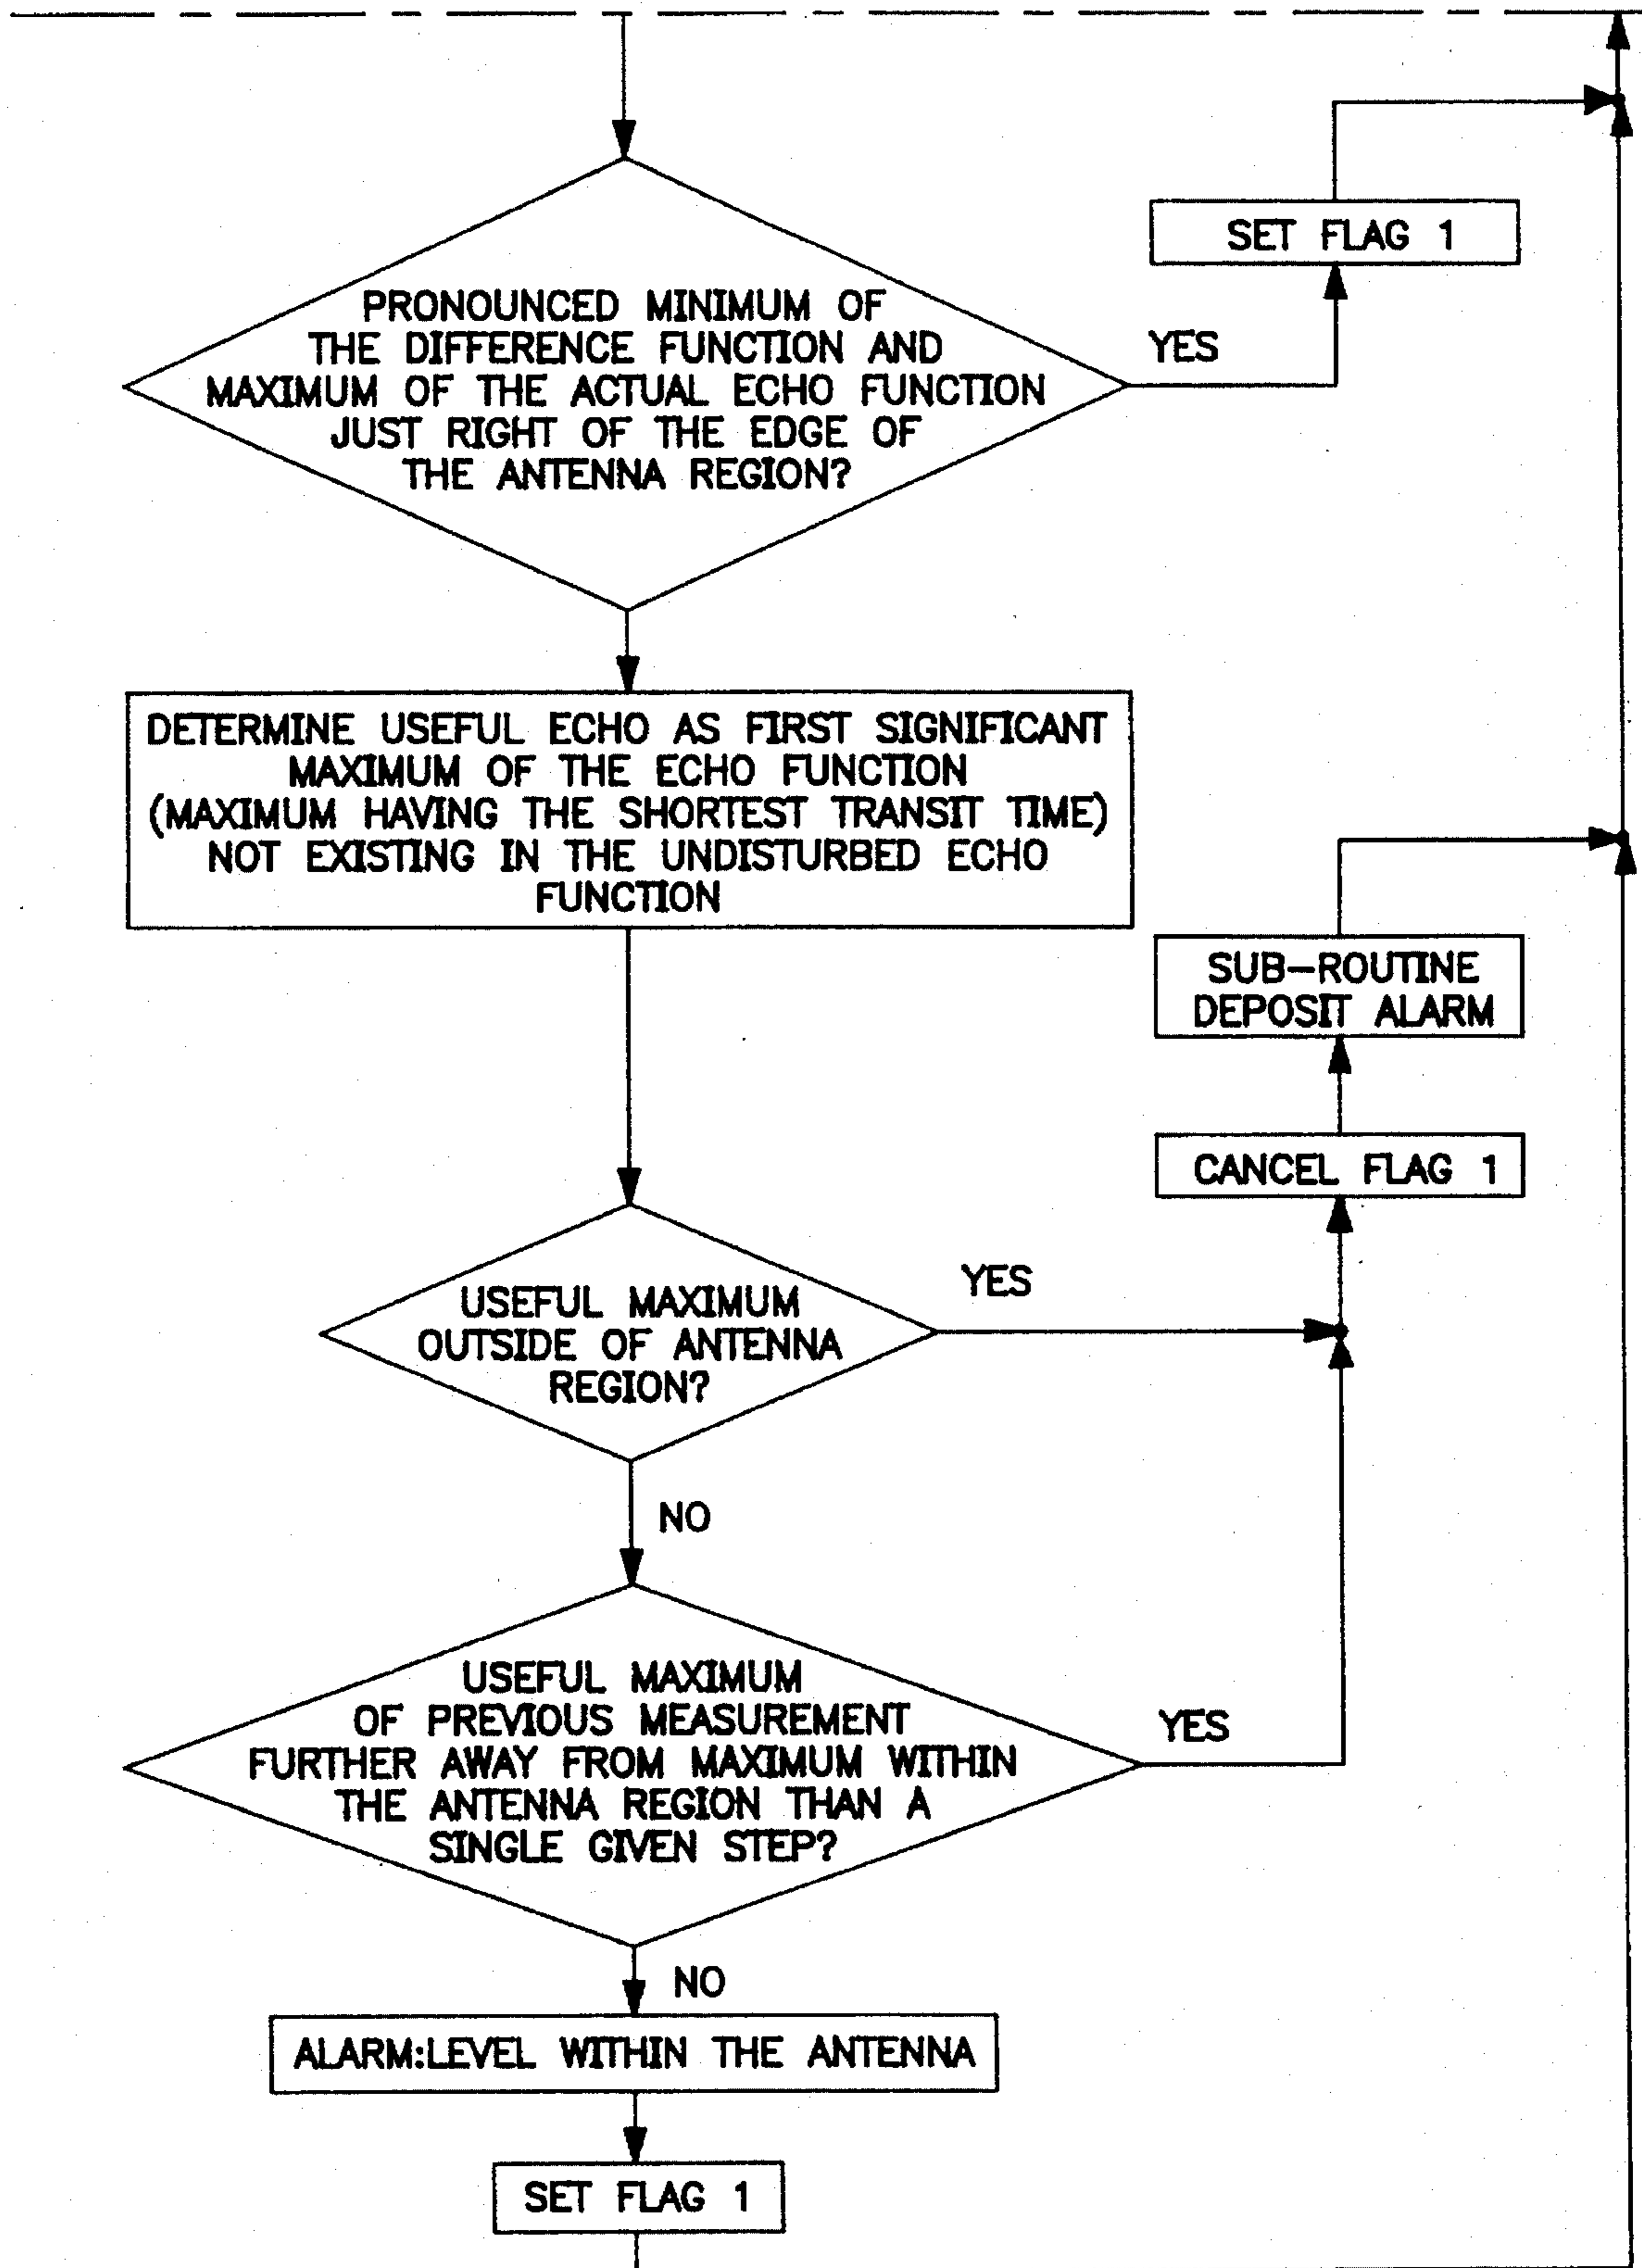 SET FLAG 1
PRONOUNCED MINIMUM OF
THE DIFFERENCE FUNCTION AND
MAXIMUM OF THE ACTUAL ECHO FUNCTION
JUST RIGHT OF THE EDGE OF
THE ANTENNA REGION?
YES
DETERMINE USEFUL ECHO AS FIRST SIGNIFICANT
MAXIMUM OF THE ECHO FUNCTION
(MAXIMUM HAVING THE SHORTEST TRANSIT TIME)
NOT EXISTING IN THE UNDISTURBED ECHO
FUNCTION
SUB-ROUTINE
DEPOSIT ALARM
CANCEL FLAG 1
USEFUL MAXIMUM
OUTSIDE OF ANTENNA
REGION?
YES
NO
USEFUL MAXIMUM
OF PREVIOUS MEASUREMENT
FURTHER AWAY FROM MAXIMUM WITHIN
THE ANTENNA REGION THAN A
SINGLE GIVEN STEP?
YES
NO
ALARM:LEVEL WITHIN THE ANTENNA
SET FLAG 1